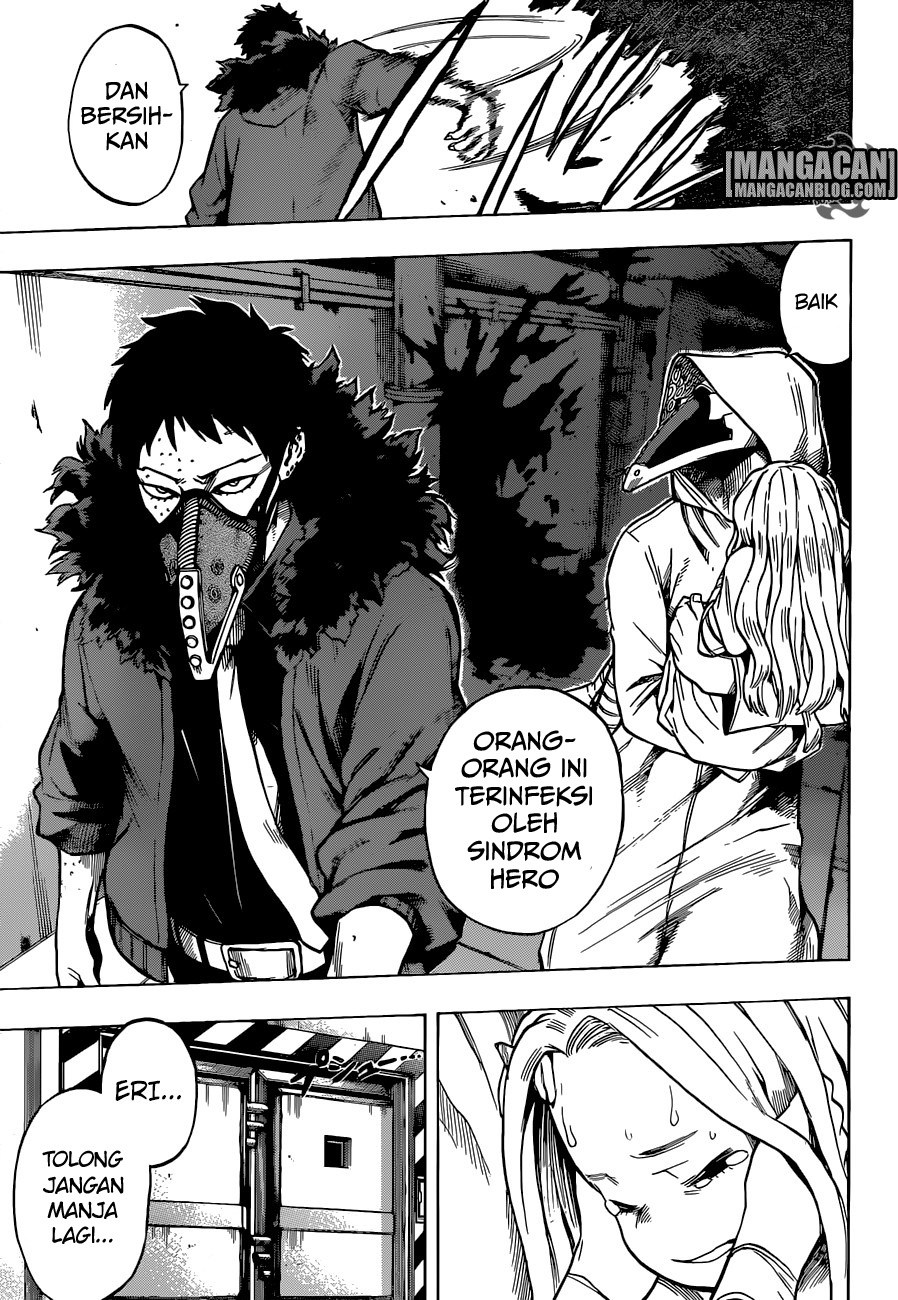 DAN
BERSIH-
KAN
[MANGACAN]
MANGACANBLOG.COM
BAIK
ORANG-
ORANG INI
TERINFEKSI
OLEH
SINDROM
HERO
ERI...
TOLONG
JANGAN
MANJA
LAGI...